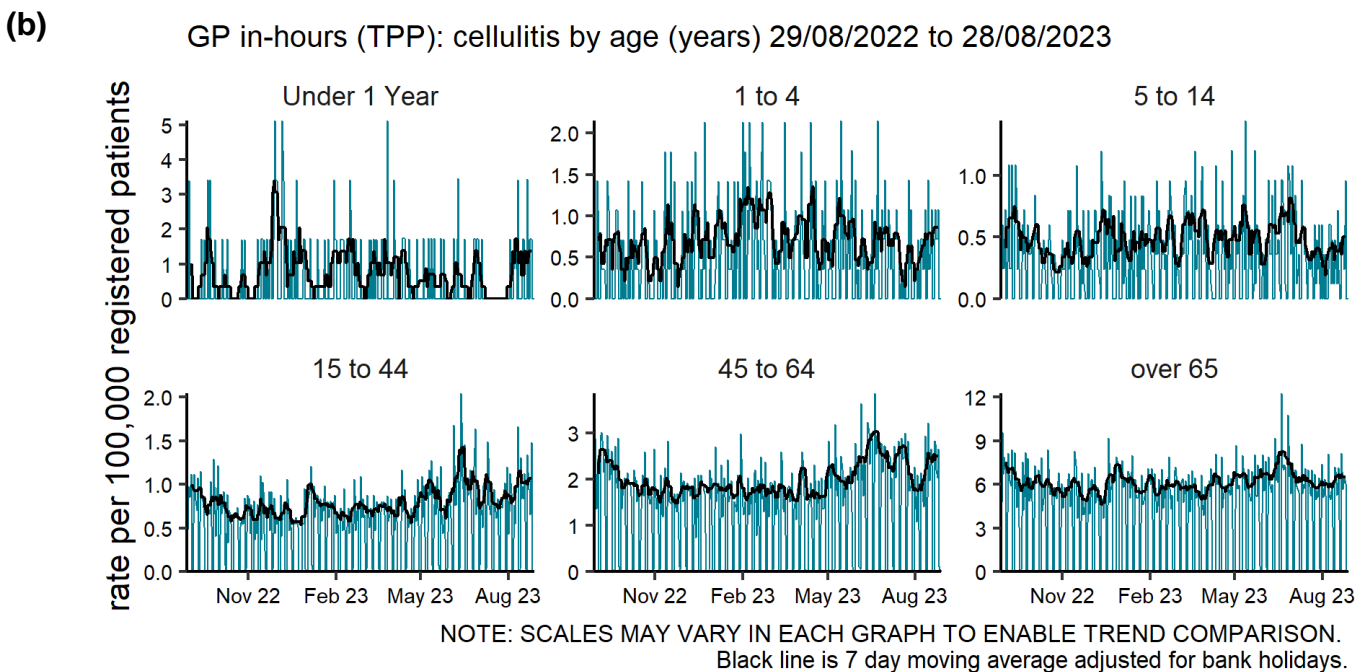 (b)
GP in-hours (TPP): cellulitis by age (years) 29/08/2022 to 28/08/2023
rate per 100,000 registered patients
Under 1 Year
1 to 4
5 to 14
5
4
3
2
1
0
2.0
1.5
1.0
0.5
0.0
1.0
0.5
0.0
15 to 44
45 to 64
over 65
2.0
1.5
1.0
0.5
0.0
3
2
1
0
12
9
6
3
0
Nov 22 Feb 23 May 23 Aug 23
Nov 22 Feb 23 May 23 Aug 23
Nov 22 Feb 23 May 23 Aug 23
NOTE: SCALES MAY VARY IN EACH GRAPH TO ENABLE TREND COMPARISON.
Black line is 7 day moving average adjusted for bank holidays.